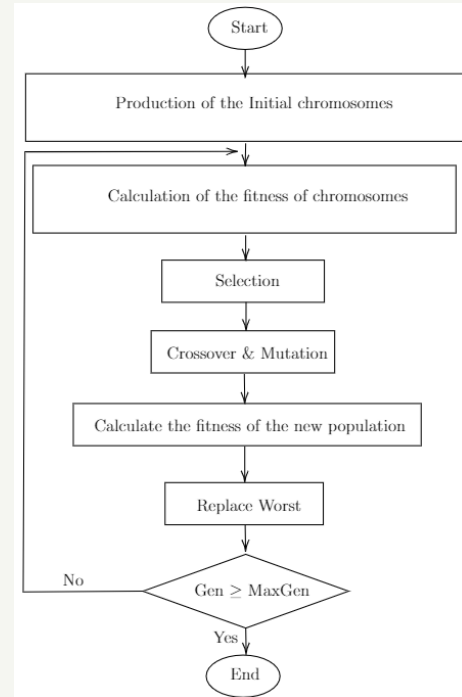 Start
Production of the Initial chromosomes
Calculation of the fitness of chromosomes
Selection
Crossover & Mutation
Calculate the fitness of the new population
Replace Worst
Gen ≥ MaxGen
No
Yes
End